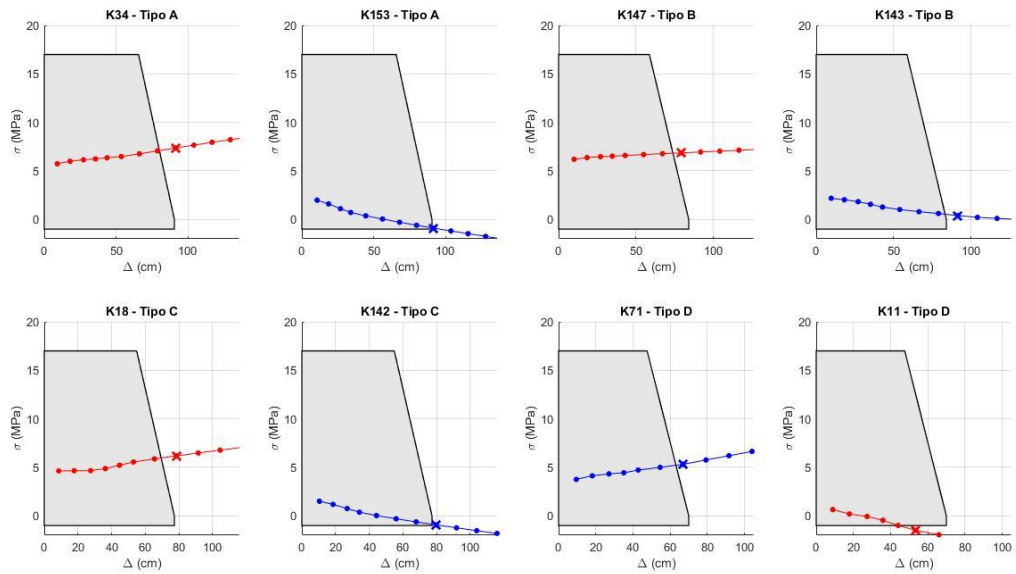 K34 - Tipo A
K153 - Tipo A
K147 - Tipo B
K143 - Tipo B
20
15
10
5
0
σ (MPa)
0 50 100
Δ (cm)
20
15
10
5
0
σ (MPa)
0 50 100
Δ (cm)
20
15
10
5
0
σ (MPa)
0 50 100
Δ (cm)
20
15
10
5
0
σ (MPa)
0 50 100
Δ (cm)
K18 - Tipo C
K142 - Tipo C
K71 - Tipo D
K11 - Tipo D
20
15
10
5
0
σ (MPa)
0 20 40 60 80 100
Δ (cm)
20
15
10
5
0
σ (MPa)
0 20 40 60 80 100
Δ (cm)
20
15
10
5
0
σ (MPa)
0 20 40 60 80 100
Δ (cm)
20
15
10
5
0
σ (MPa)
0 20 40 60 80 100
Δ (cm)